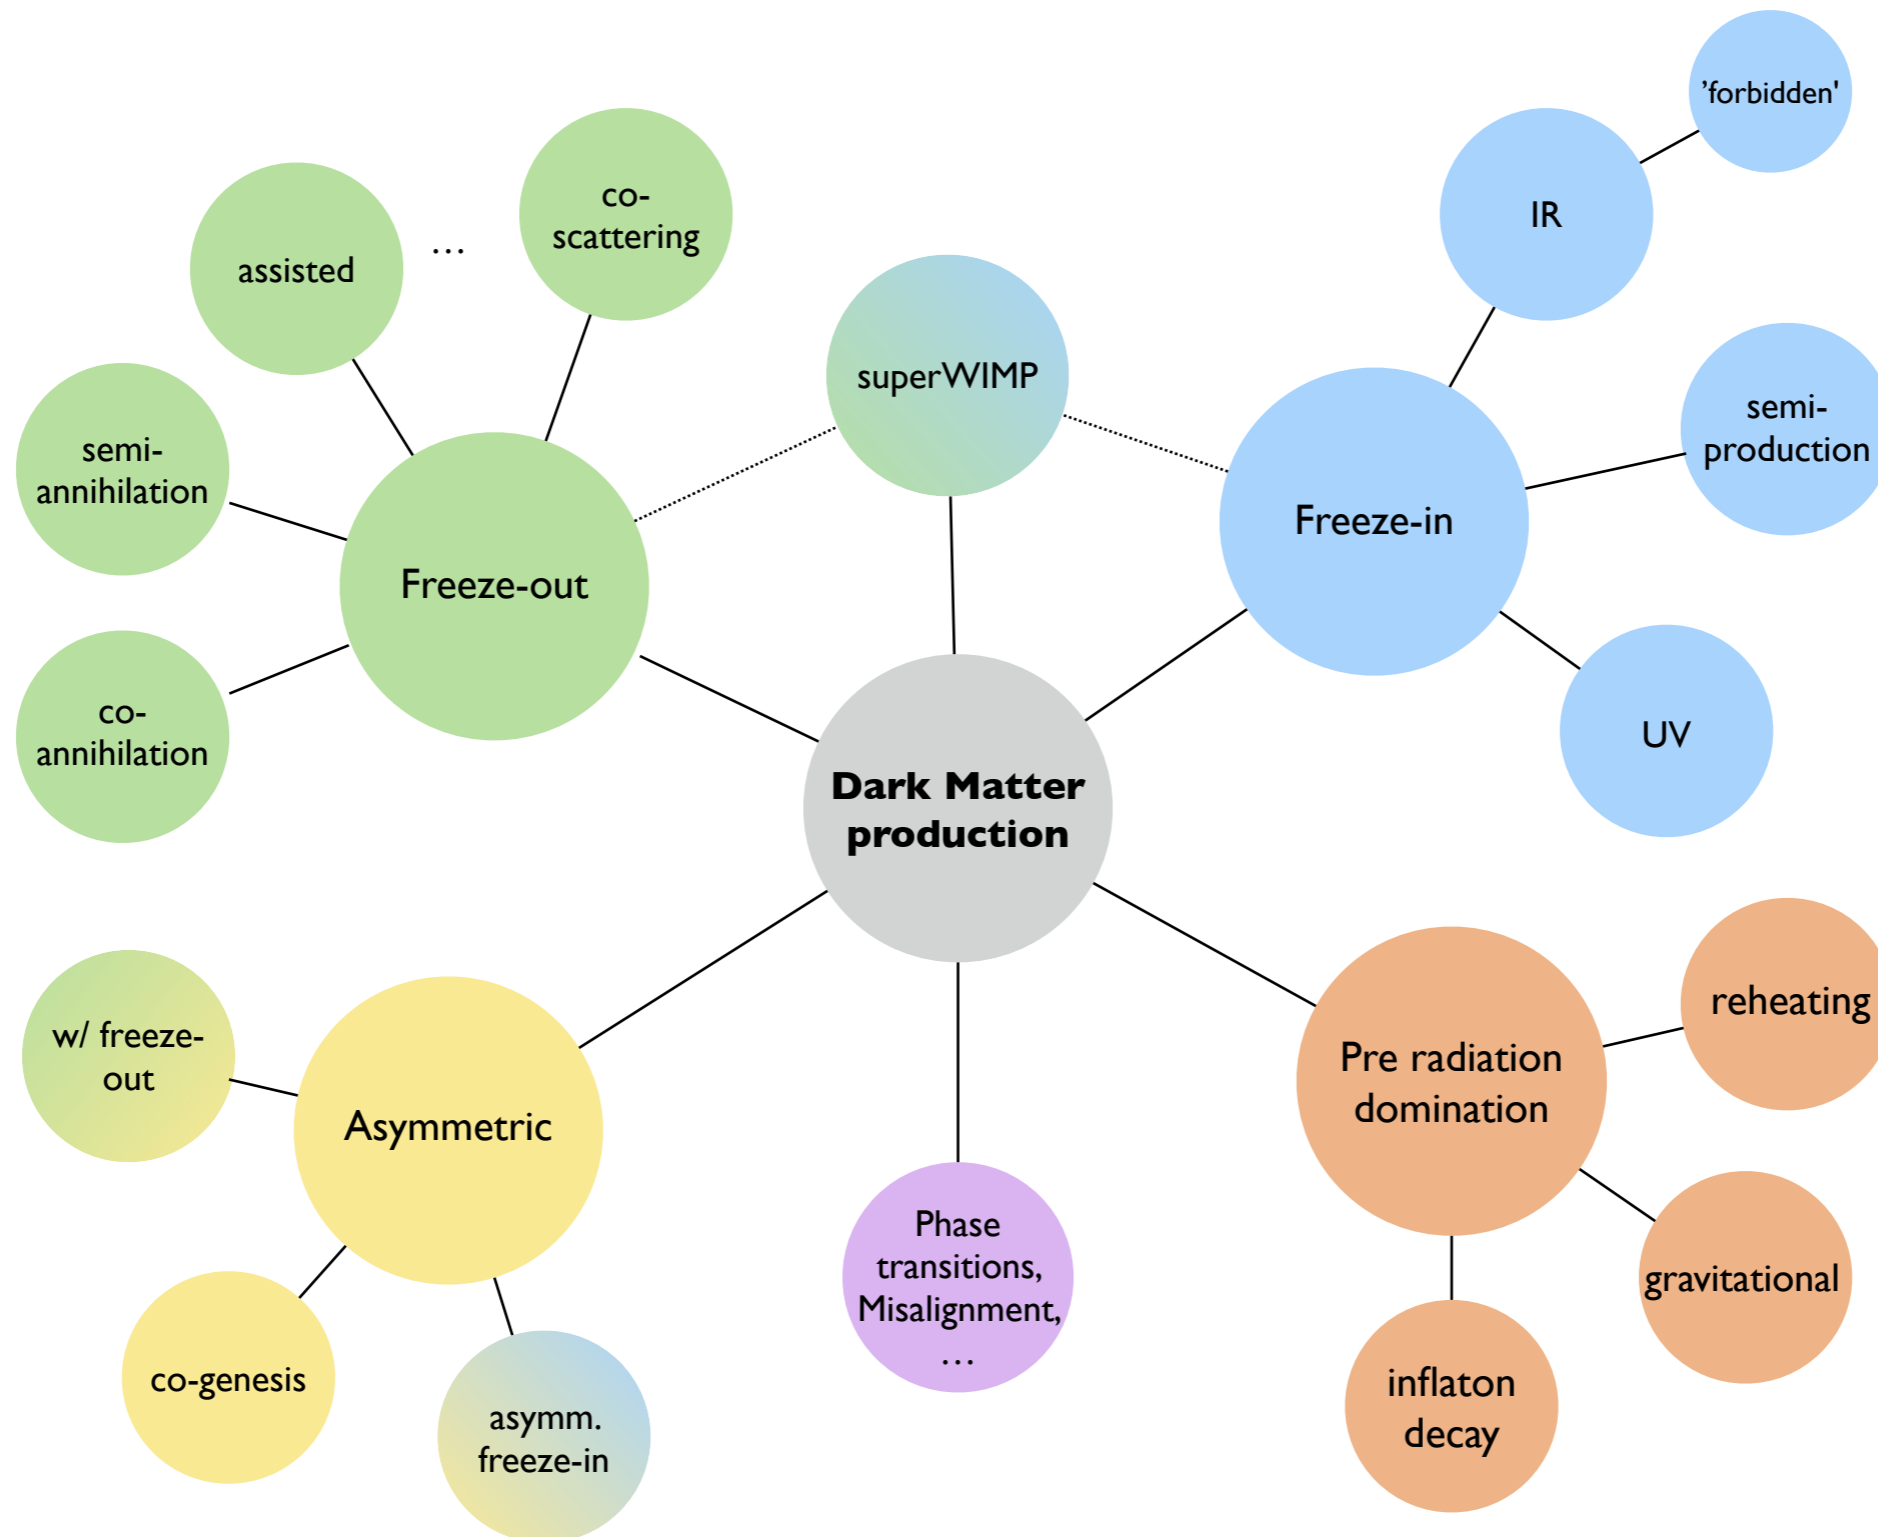 'forbidden'
co-
scattering
IR
…
assisted
superWIMP
semi-
production
semi-
annihilation
Freeze-in
Freeze-out
co-
annihilation
UV
Dark Matter
production
reheating
w/ freeze-
out
Pre radiation
domination
Asymmetric
Phase
transitions,
Misalignment,
…
gravitational
co-genesis
inflaton
decay
asymm.
freeze-in